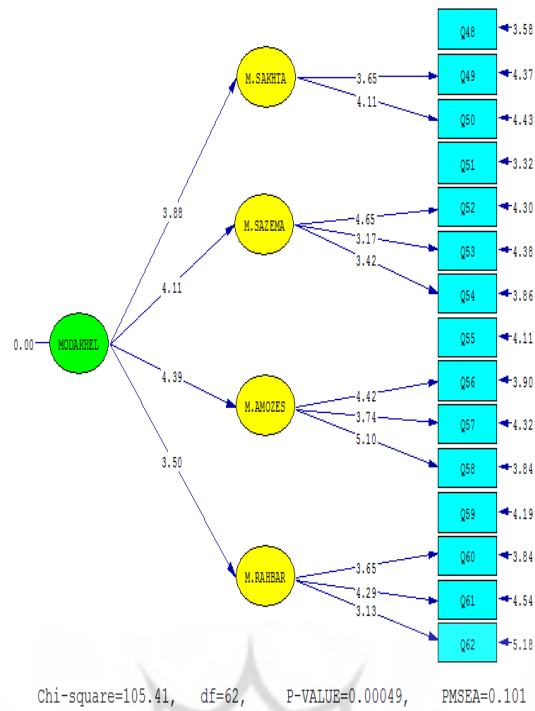 Q48 3.58
M.SAKHTA 3.65 Q49 4.37
4.11 Q50 4.43
Q51 3.32
3.88
M.SAZEMA 4.65 Q52 4.30
3.17 Q53 4.38
3.42 Q54 3.86
4.11
0.00 MODAKHEL Q55 4.11
4.39
M.AMOZES 4.42 Q56 3.90
3.74 Q57 4.32
5.10 Q58 3.84
3.50
Q59 4.19
M.RAHBAR 3.65 Q60 3.84
4.29 Q61 4.54
3.13 Q62 5.18
Chi-square=105.41, df=62, P-VALUE=0.00049, PMSEA=0.101